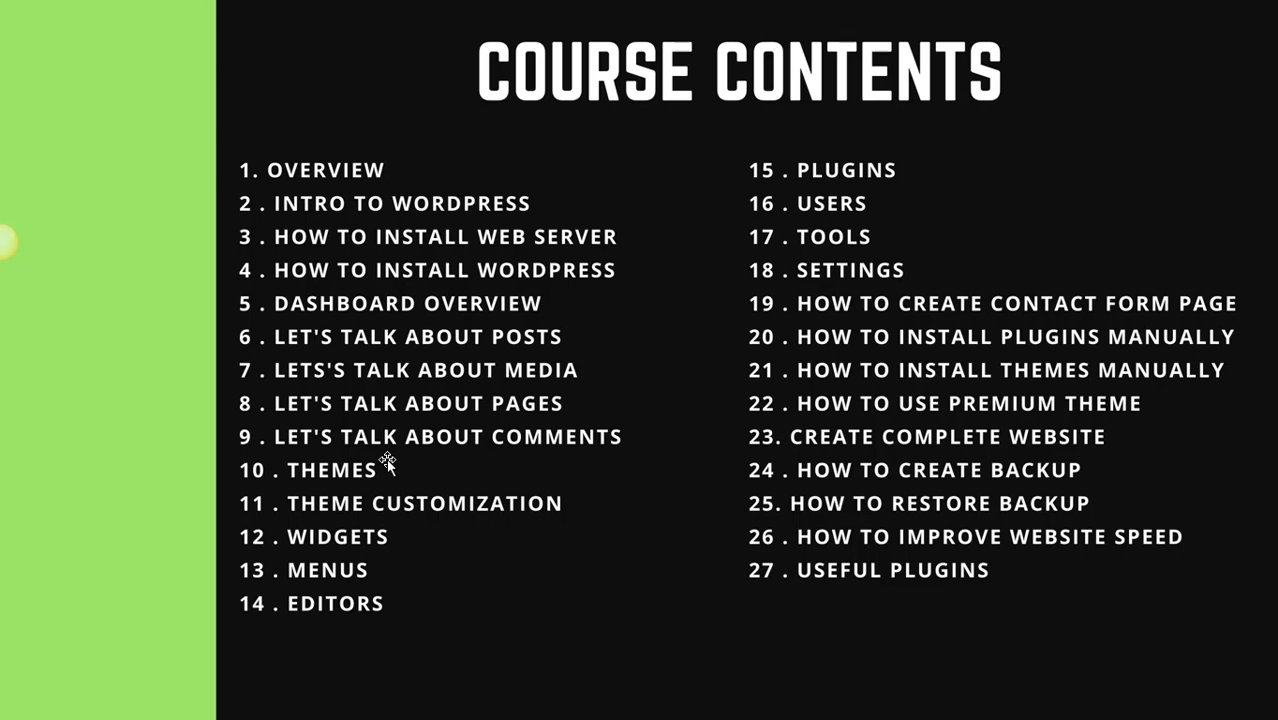 COURSE CONTENTS
1. OVERVIEW
2 . INTRO TO WORDPRESS
3 . HOW TO INSTALL WEB SERVER
4 . HOW TO INSTALL WORDPRESS
5 . DASHBOARD OVERVIEW
6 . LET'S TALK ABOUT POSTS
7 . LETS'S TALK ABOUT MEDIA
8 . LET'S TALK ABOUT PAGES
9 . LET'S TALK ABOUT COMMENTS
10 . THEMES
11 . THEME CUSTOMIZATION
12 . WIDGETS
13 . MENUS
14 . EDITORS
15 . PLUGINS
16 . USERS
17 . TOOLS
18 . SETTINGS
19 . HOW TO CREATE CONTACT FORM PAGE
20 . HOW TO INSTALL PLUGINS MANUALLY
21 . HOW TO INSTALL THEMES MANUALLY
22 . HOW TO USE PREMIUM THEME
23. CREATE COMPLETE WEBSITE
24 . HOW TO CREATE BACKUP
25. HOW TO RESTORE BACKUP
26 . HOW TO IMPROVE WEBSITE SPEED
27 . USEFUL PLUGINS